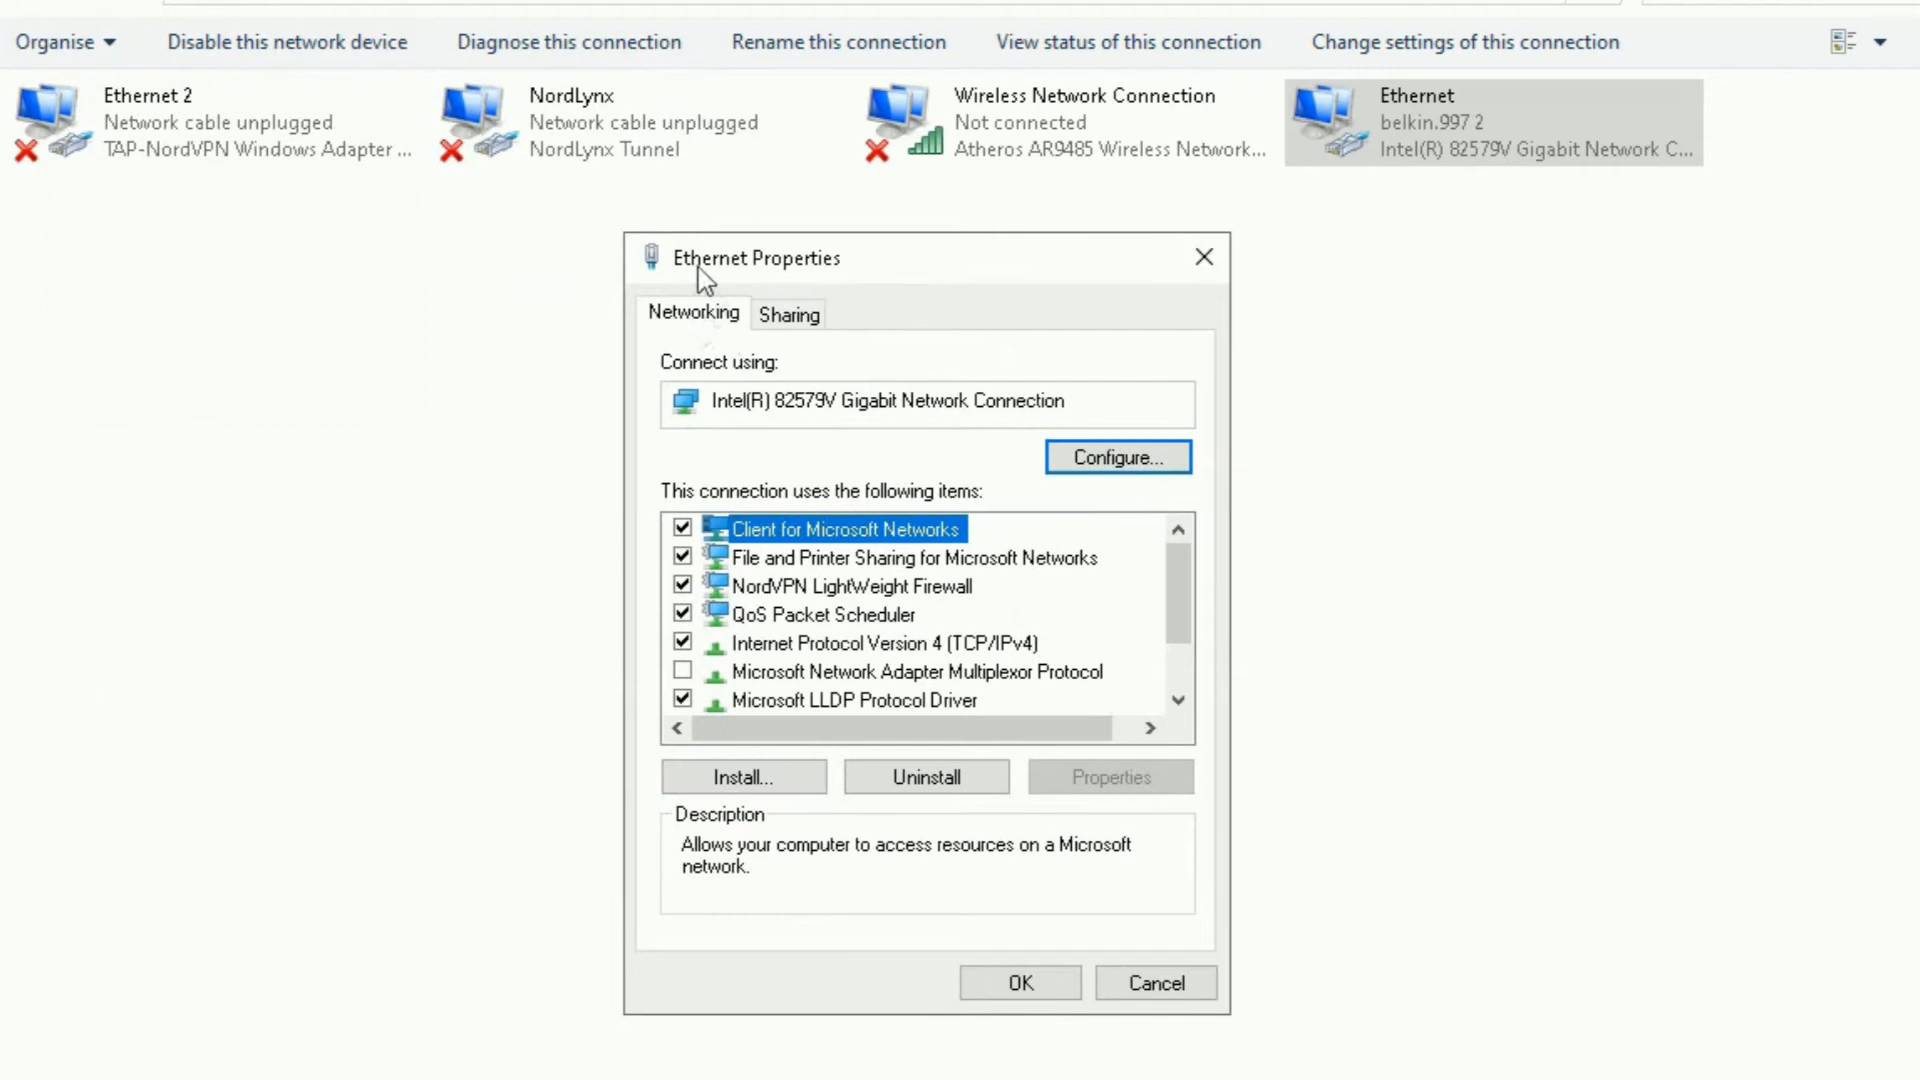 Organise
Disable this network device
Diagnose this connection
Rename this connection
View status of this connection
Change settings of this connection
Ethernet 2
Network cable unplugged
TAP-NordVPN Windows Adapter ...
NordLynx
Network cable unplugged
NordLynx Tunnel
Wireless Network Connection
Not connected
Atheros AR9485 Wireless Network...
Ethernet
belkin.997 2
Intel(R) 82579V Gigabit Network C...
Ethernet Properties
Networking
Sharing
Connect using:
Intel(R) 82579V Gigabit Network Connection
Configure...
This connection uses the following items:
Client for Microsoft Networks
File and Printer Sharing for Microsoft Networks
NordVPN LightWeight Firewall
QoS Packet Scheduler
Internet Protocol Version 4 (TCP/IPv4)
Microsoft Network Adapter Multiplexor Protocol
Microsoft LLDP Protocol Driver
Install...
Uninstall
Properties
Description
Allows your computer to access resources on a Microsoft
network.
OK
Cancel